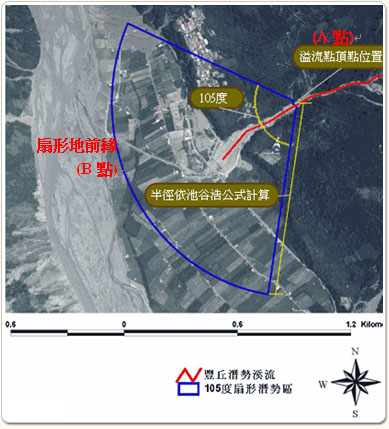 (A 點)
溢流點頂點位置
105度
扇形地前緣
(B 點)
半徑依池谷浩公式計算
0.6 0 0.6 1.2 Kilome
豐丘潛勢溪流
105度扇形潛勢區
N
W E
S